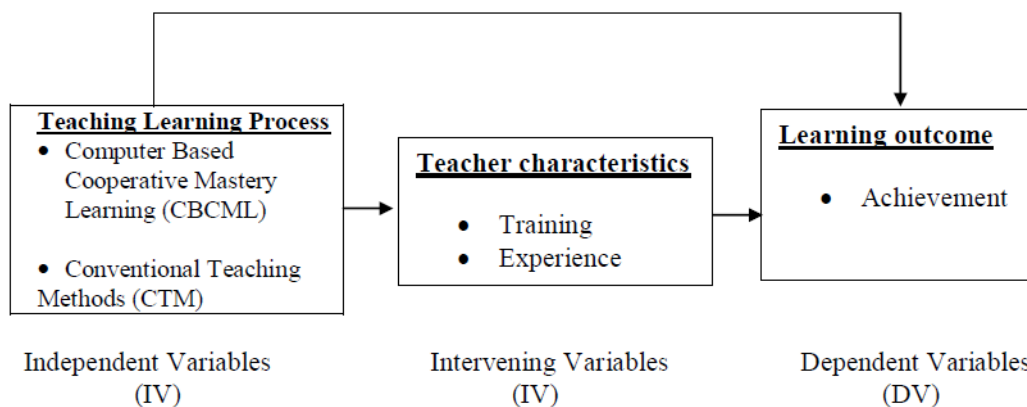 Teaching Learning Process
• Computer Based
Cooperative Mastery
Learning (CBCML)
• Conventional Teaching
Methods (CTM)
Teacher characteristics
• Training
• Experience
Learning outcome
• Achievement
Independent Variables
(IV)
Intervening Variables
(IV)
Dependent Variables
(DV)